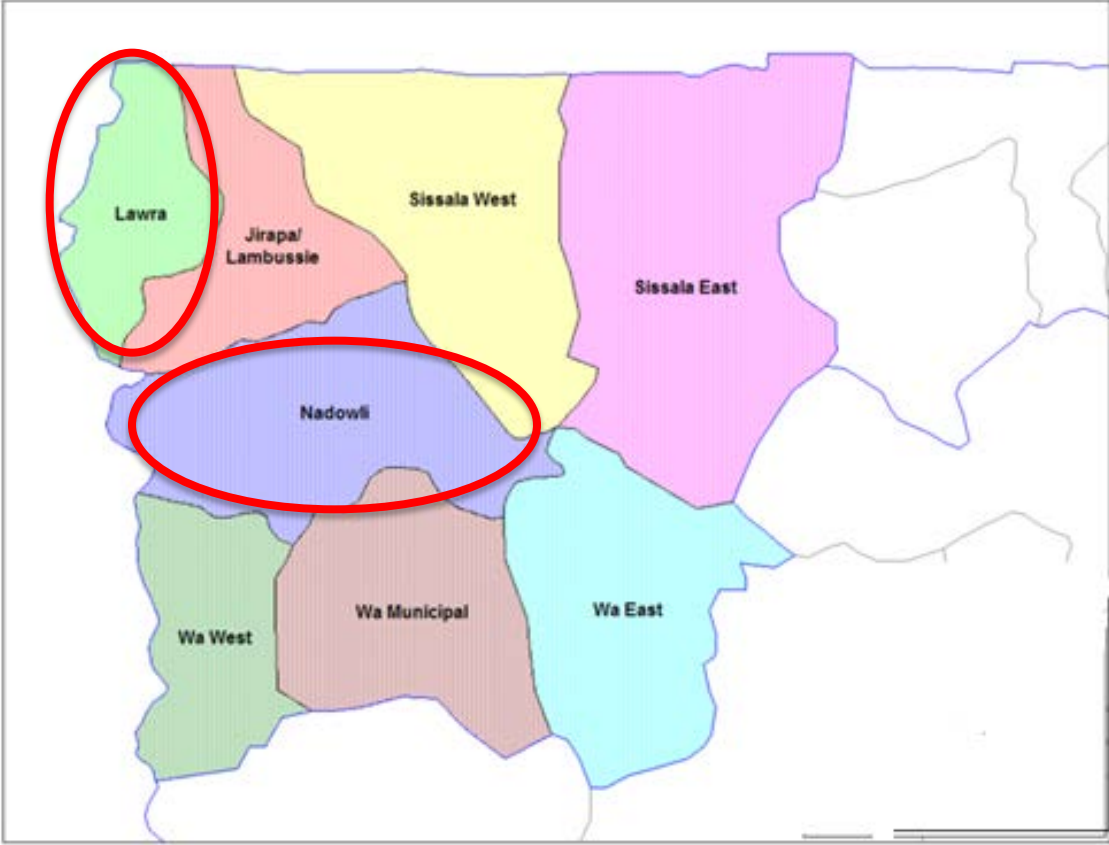 Lawra
Jirapa/
Lambussie
Sissala West
Sissala East
Nadowli
Wa West
Wa Municipal
Wa East